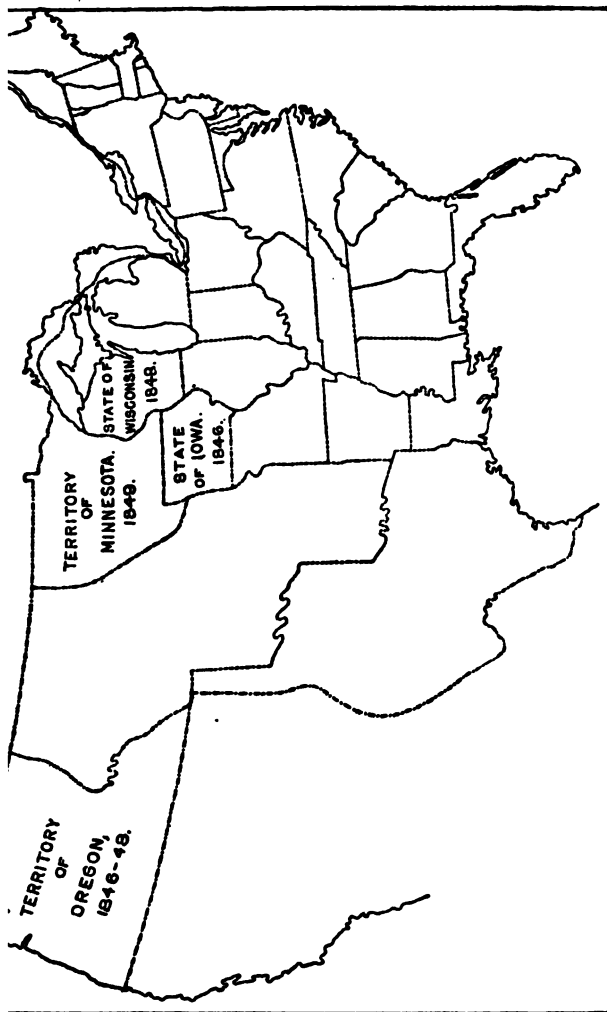 STATE OF
WISCONSIN
1848.
STATE
OF IOWA.
1846.
TERRITORY
OF
MINNESOTA.
1849.
TERRITORY
OF
OREGON,
1846-48.